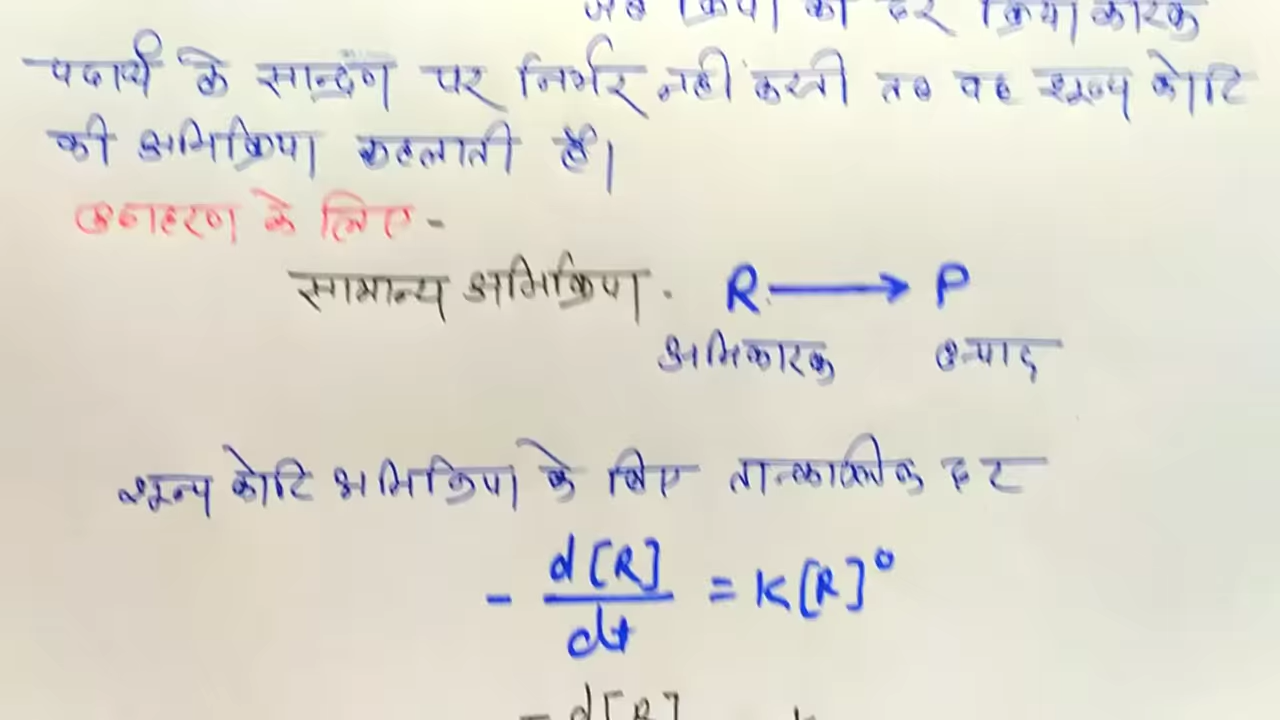 जब क्रिया की दर क्रियाकारक
पदार्थ के सान्द्रण पर निर्भर नहीं करती तब वह शून्य कोटि
की अभिक्रिया कहलाती है।
उदाहरण के लिए -
सामान्य अभिक्रिया. R ⟶ P
अभिकारक उत्पाद
शून्य कोटि अभिक्रिया के लिए तात्कालिक दर
- d[R]/dt = K[R]⁰
- d[R]